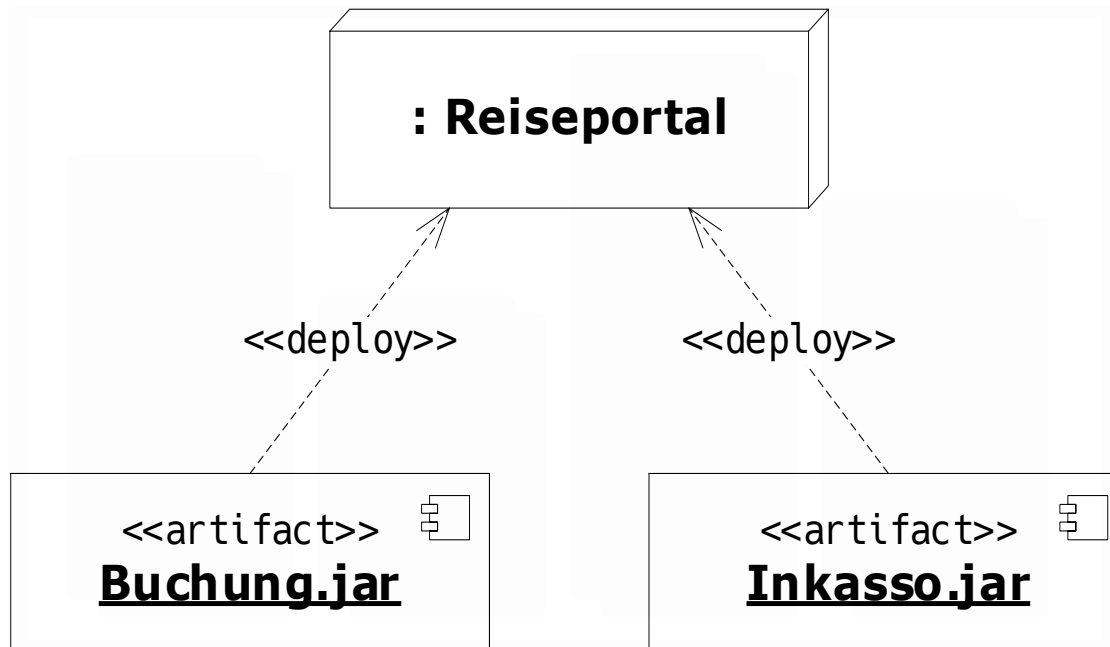 : Reiseportal
<<deploy>> <<deploy>>
<<artifact>> <<artifact>>
Buchung.jar Inkasso.jar